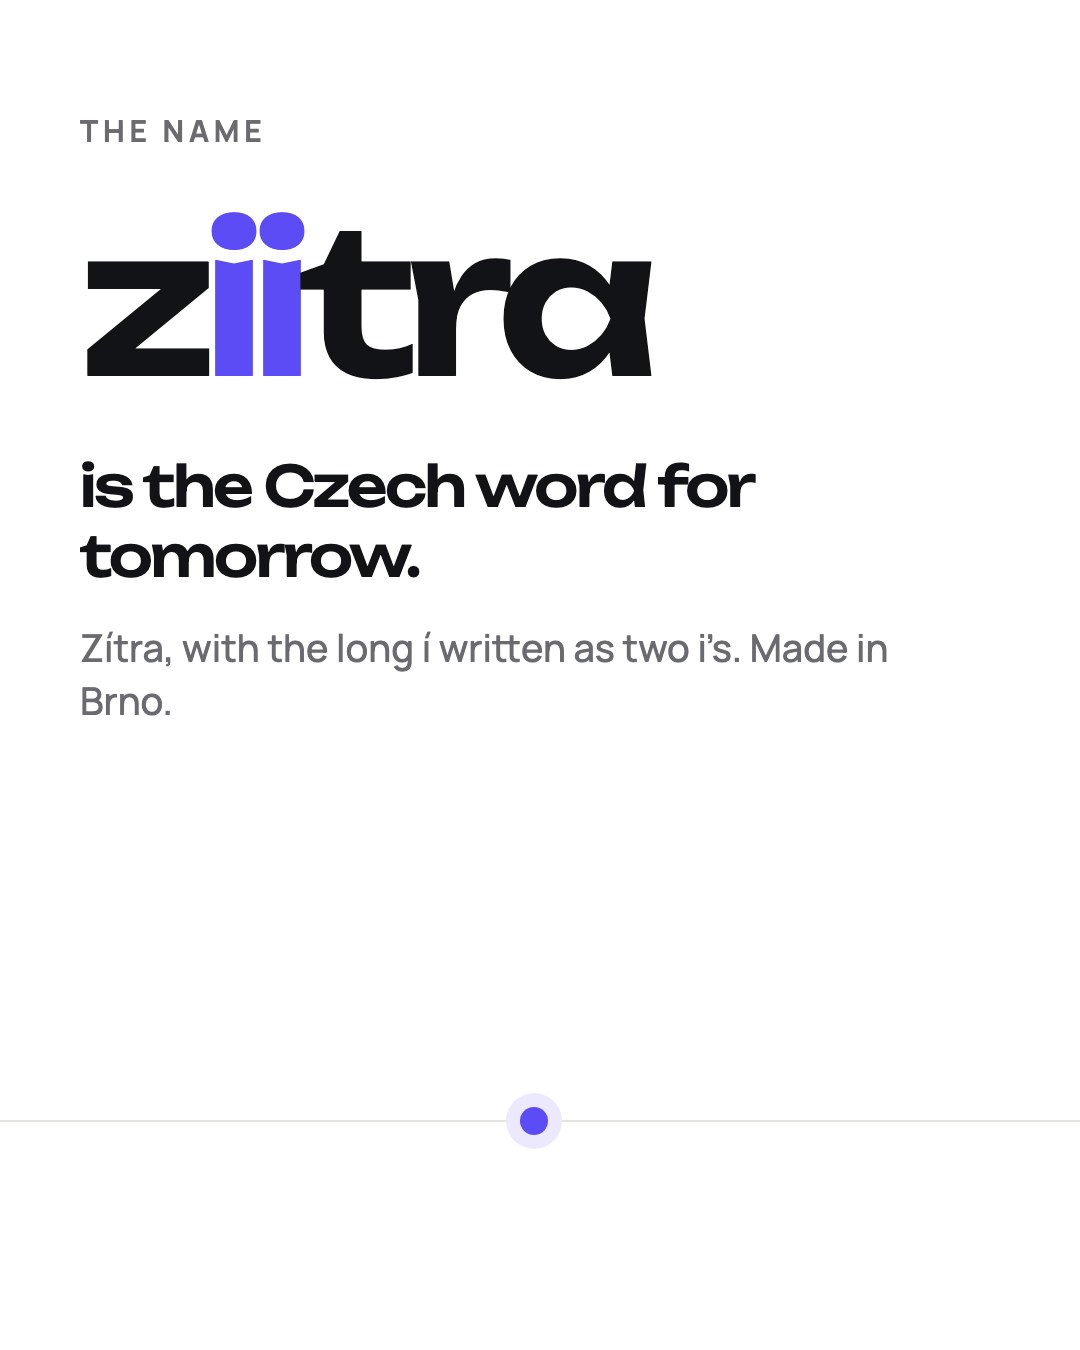 THE NAME
ziitra
is the Czech word for
tomorrow.
Zítra, with the long í written as two i’s. Made in
Brno.